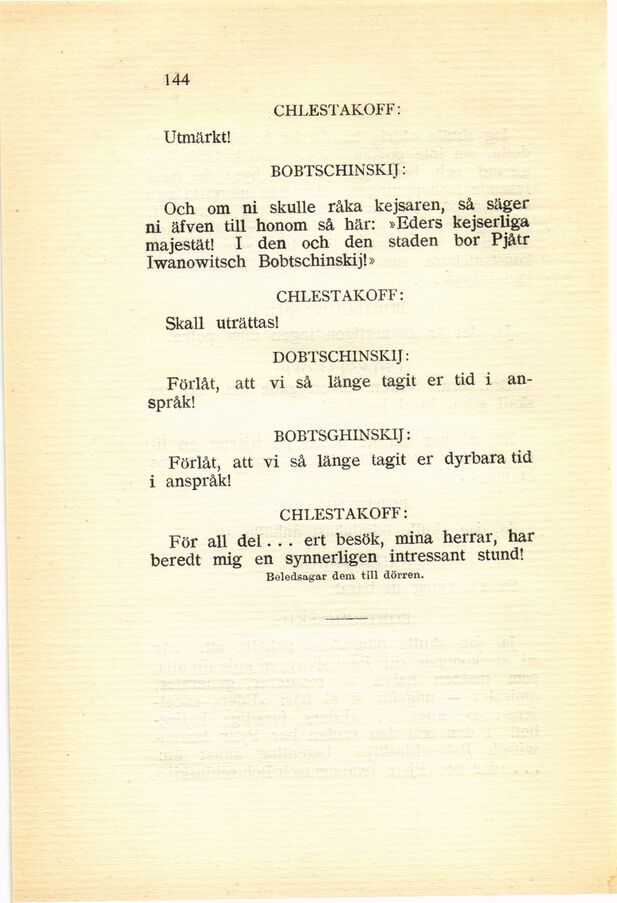 144
CHLESTAKOFF:
Utmärkt!
BOBTSCHINSKIJ:
Och om ni skulle råka kejsaren, så säger
ni äfven till honom så här: »Eders kejserliga
majestät! I den och den staden bor Pjåtr
Iwanowitsch Bobtschinskij!»
CHLESTAKOFF:
Skall uträttas!
DOBTSCHINSKIJ:
Förlåt, att vi så länge tagit er tid i an-
språk!
BOBTSGHINSKIJ:
Förlåt, att vi så länge tagit er dyrbara tid
i anspråk!
CHLESTAKOFF:
För all del... ert besök, mina herrar, har
beredt mig en synnerligen intressant stund!
Beledsagar dem till dörren.